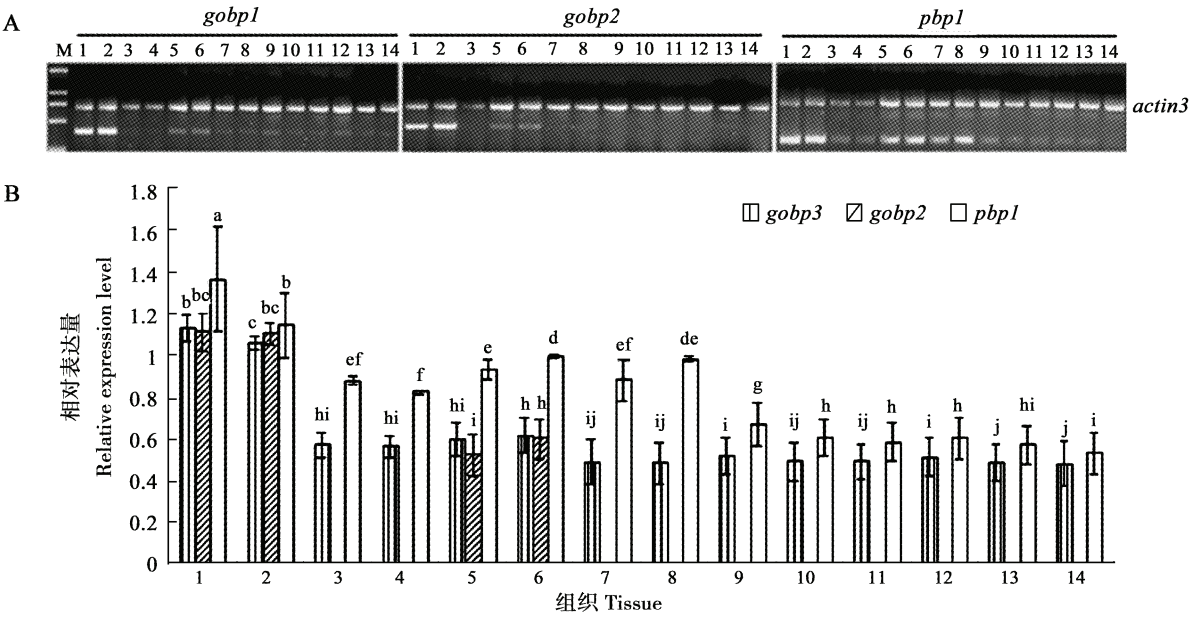 A
gobp1 gobp2 pbp1
M 1 2 3 4 5 6 7 8 9 10 11 12 13 14 1 2 3 5 6 7 8 9 10 11 12 13 14 1 2 3 4 5 6 7 8 9 10 11 12 13 14
actin3
B
gobp3 gobp2 pbp1
相对表达量
Relative expression level
1.8
1.6
1.4
1.2
1
0.8
0.6
0.4
0.2
0
b bc a
c bc b
hi ef
hi f
hi i e
h h d
ij ef
ij de
i g
ij h
ij h
i h
j hi
j i
1 2 3 4 5 6 7 8 9 10 11 12 13 14
组织 Tissue